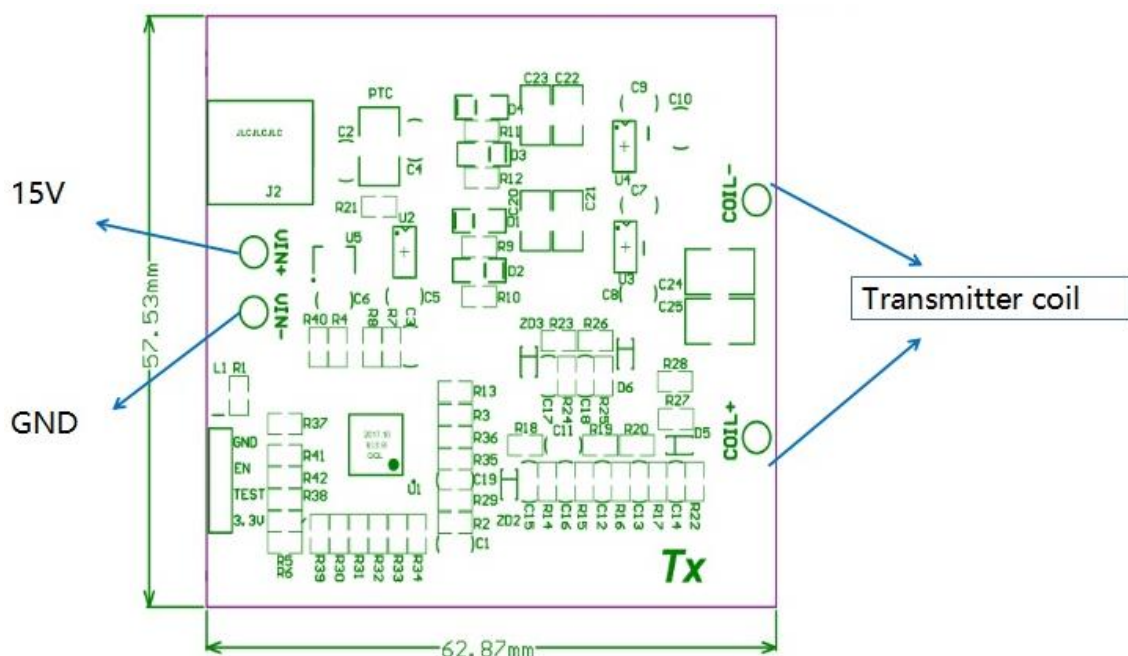 C23 C22
C9
PTC
C10
D4
JLCJLCJLC
C2
R11
D3
C4
U4
R12
J2
C7
15V
R21
C20
C21
COIL-
U2
D1
VIN+
U5
R9
U3
D2
C24
Transmitter coil
C6
C5
R10
C8
C25
VIN-
57.53mm
R40 R4
R8
R7
C3
ZD3 R23 R26
L1 R1
R28
R13
D6
C17
R24
C18
R25
R27
GND
R37
R3
COIL+
R36
R18 C11 R19 R20
D5
GND
R41
R35
EN
R42
U1
C19
TEST
R38
R29
3.3V
R2
ZD2
C15
R14
C16
R15
C12
R16
C13
R17
C14
R22
C1
R39
R30
R31
R32
R33
R34
Tx
62.87mm